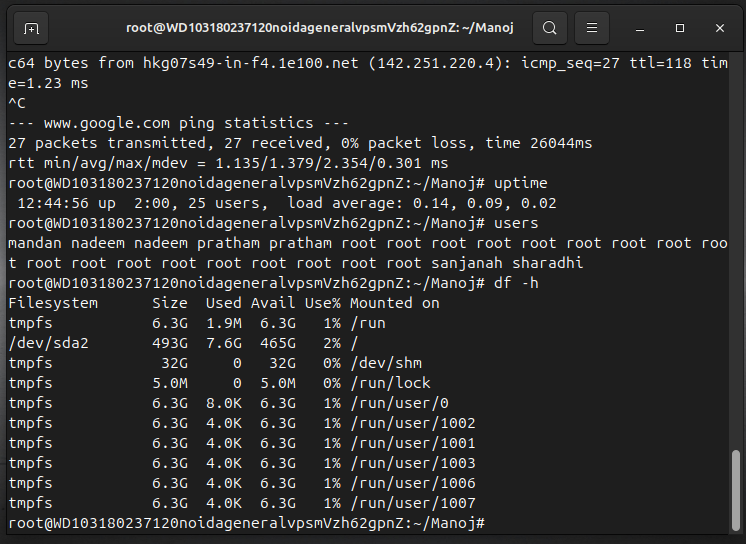 root@WD103180237120noidageneralvpsmVzh62gpnZ: ~/Manoj
c64 bytes from hkg07s49-in-f4.1e100.net (142.251.220.4): icmp_seq=27 ttl=118 tim
e=1.23 ms
^C
--- www.google.com ping statistics ---
27 packets transmitted, 27 received, 0% packet loss, time 26044ms
rtt min/avg/max/mdev = 1.135/1.379/2.354/0.301 ms
root@WD103180237120noidageneralvpsmVzh62gpnZ:~/Manoj# uptime
 12:44:56 up  2:00, 25 users,  load average: 0.14, 0.09, 0.02
root@WD103180237120noidageneralvpsmVzh62gpnZ:~/Manoj# users
mandan nadeem nadeem pratham pratham root root root root root root root root roo
t root root root root root root root root root sanjanah sharadhi
root@WD103180237120noidageneralvpsmVzh62gpnZ:~/Manoj# df -h
Filesystem      Size  Used Avail Use% Mounted on
tmpfs           6.3G  1.9M  6.3G   1% /run
/dev/sda2       493G  7.6G  465G   2% /
tmpfs            32G     0   32G   0% /dev/shm
tmpfs           5.0M     0  5.0M   0% /run/lock
tmpfs           6.3G  8.0K  6.3G   1% /run/user/0
tmpfs           6.3G  4.0K  6.3G   1% /run/user/1002
tmpfs           6.3G  4.0K  6.3G   1% /run/user/1001
tmpfs           6.3G  4.0K  6.3G   1% /run/user/1003
tmpfs           6.3G  4.0K  6.3G   1% /run/user/1006
tmpfs           6.3G  4.0K  6.3G   1% /run/user/1007
root@WD103180237120noidageneralvpsmVzh62gpnZ:~/Manoj#